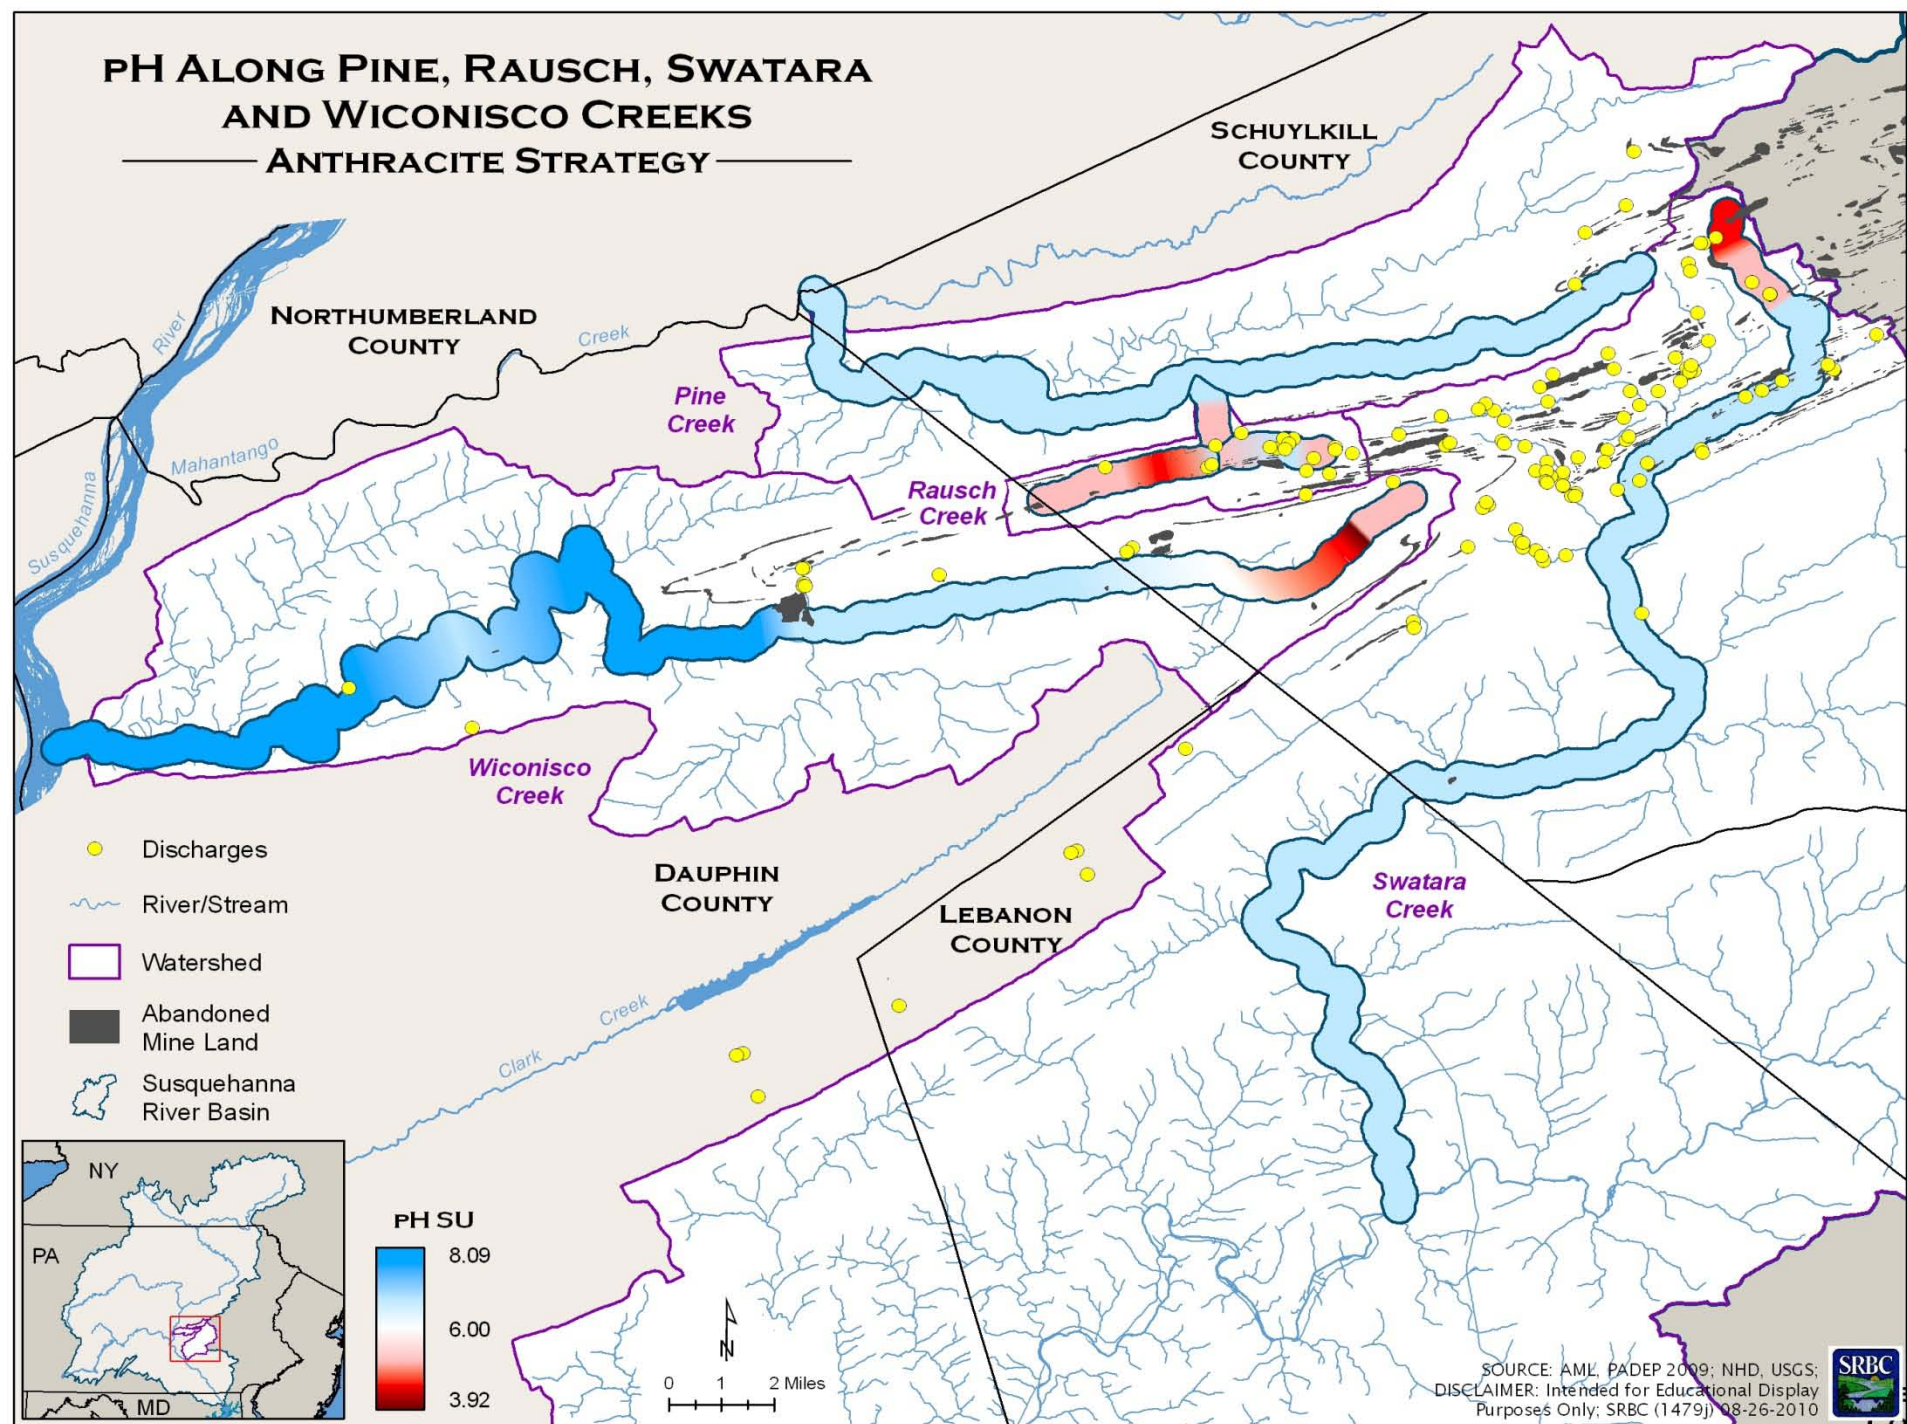 pH Along Pine, Rausch, Swatara
and Wiconisco Creeks
Anthracite Strategy
Schuylkill
County
Northumberland
County
River
Creek
Pine
Creek
Mahantango
Susquehanna
Rausch
Creek
Wiconisco
Creek
Dauphin
County
Lebanon
County
Swatara
Creek
Creek
Clark
Discharges
River/Stream
Watershed
Abandoned
Mine Land
Susquehanna
River Basin
NY
PA
MD
pH SU
8.09
6.00
3.92
N
0 1 2 Miles
SOURCE: AML, PADEP 2009; NHD, USGS;
DISCLAIMER: Intended for Educational Display
Purposes Only; SRBC (1479j) 08-26-2010
SRBC